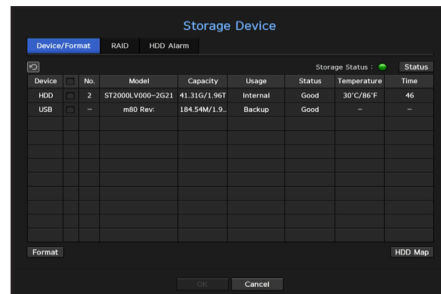 Storage Device
Device/Format RAID HDD Alarm
Storage Status : Status
Device No. Model Capacity Usage Status Temperature Time
HDD 2 ST2000LV000-2G21 41.31G/1.96T Internal Good 30°C/86°F 46
USB - m80 Rev: 184.54M/1.9... Backup Good - -
Format HDD Map
OK Cancel